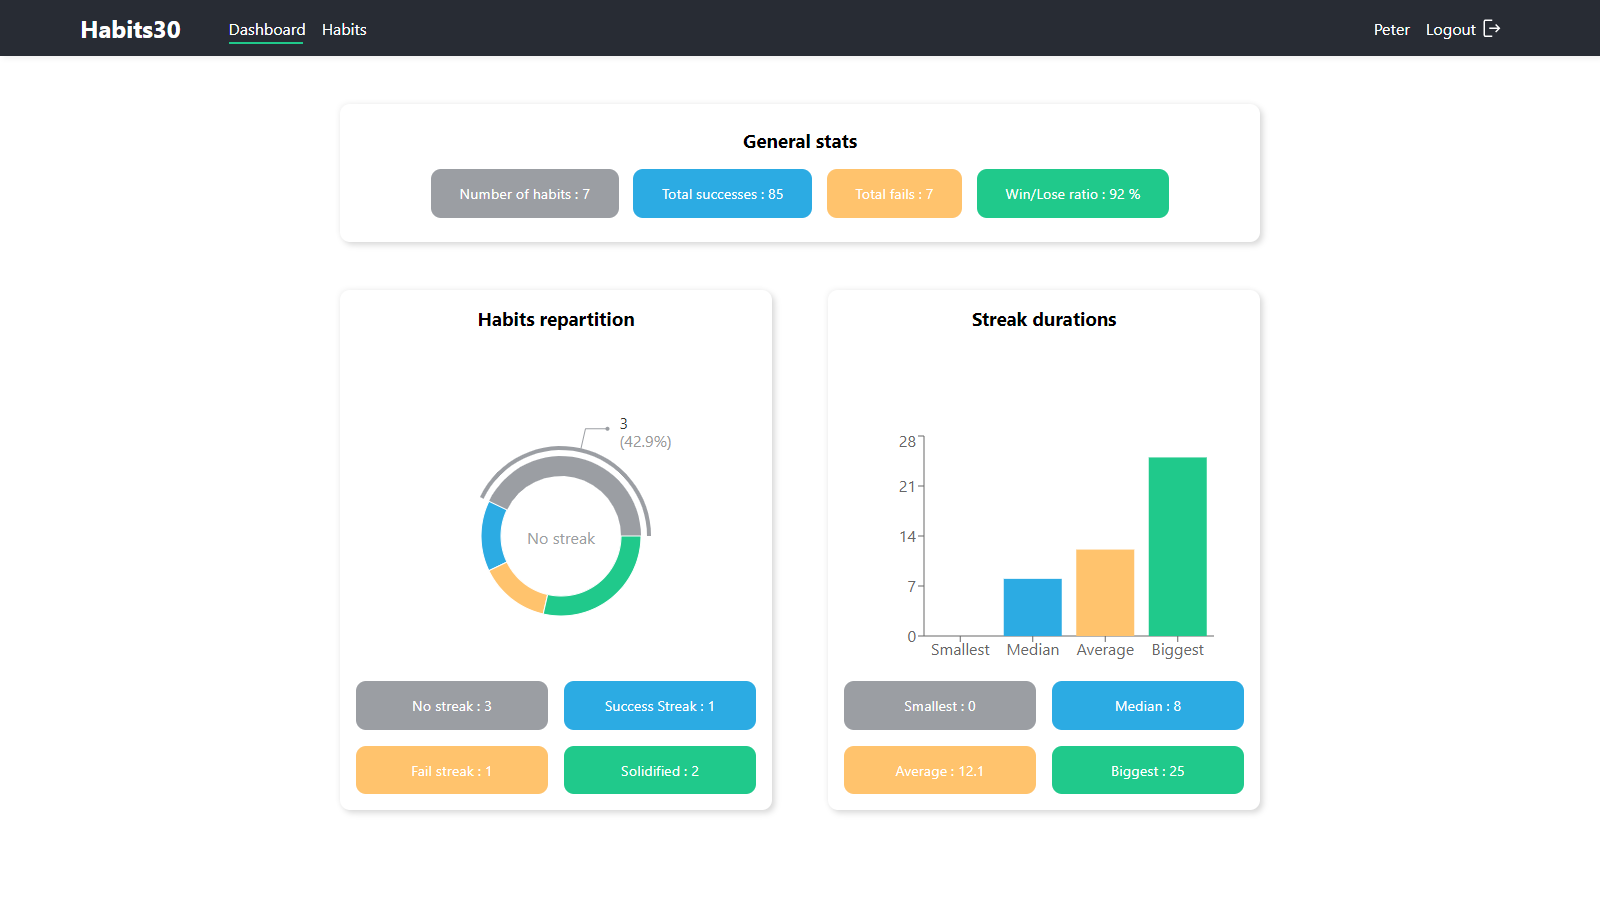 Habits30 Dashboard Habits Peter Logout
General stats
Number of habits : 7 Total successes : 85 Total fails : 7 Win/Lose ratio : 92 %
Habits repartition
3
(42.9%)
No streak
No streak : 3 Success Streak : 1
Fail streak : 1 Solidified : 2
Streak durations
28
21
14
7
0
Smallest Median Average Biggest
Smallest : 0 Median : 8
Average : 12.1 Biggest : 25